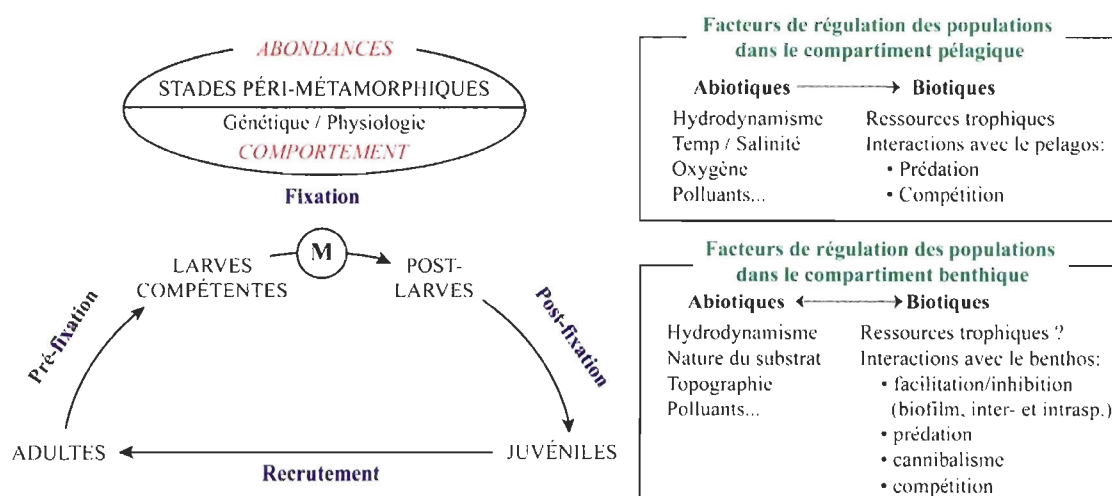 ABONDANCES
STADES PÉRI-MÉTAMORPHIQUES
Génétique / Physiologie
COMPORTEMENT
Fixation
M
LARVES
COMPÉTENTES
POST-
LARVES
Pré-fixation
Post-fixation
ADULTES
JUVÉNILES
Recrutement
Facteurs de régulation des populations
dans le compartiment pélagique
Abiotiques Biotiques
Hydrodynamisme Ressources trophiques
Temp / Salinité Interactions avec le pelagos:
Oxygène • Prédation
Polluants... • Compétition
Facteurs de régulation des populations
dans le compartiment benthique
Abiotiques Biotiques
Hydrodynamisme Ressources trophiques ?
Nature du substrat Interactions avec le benthos:
Topographie • facilitation/inhibition
Polluants... (biofilm, inter- et intrasp.)
• prédation
• cannibalisme
• compétition